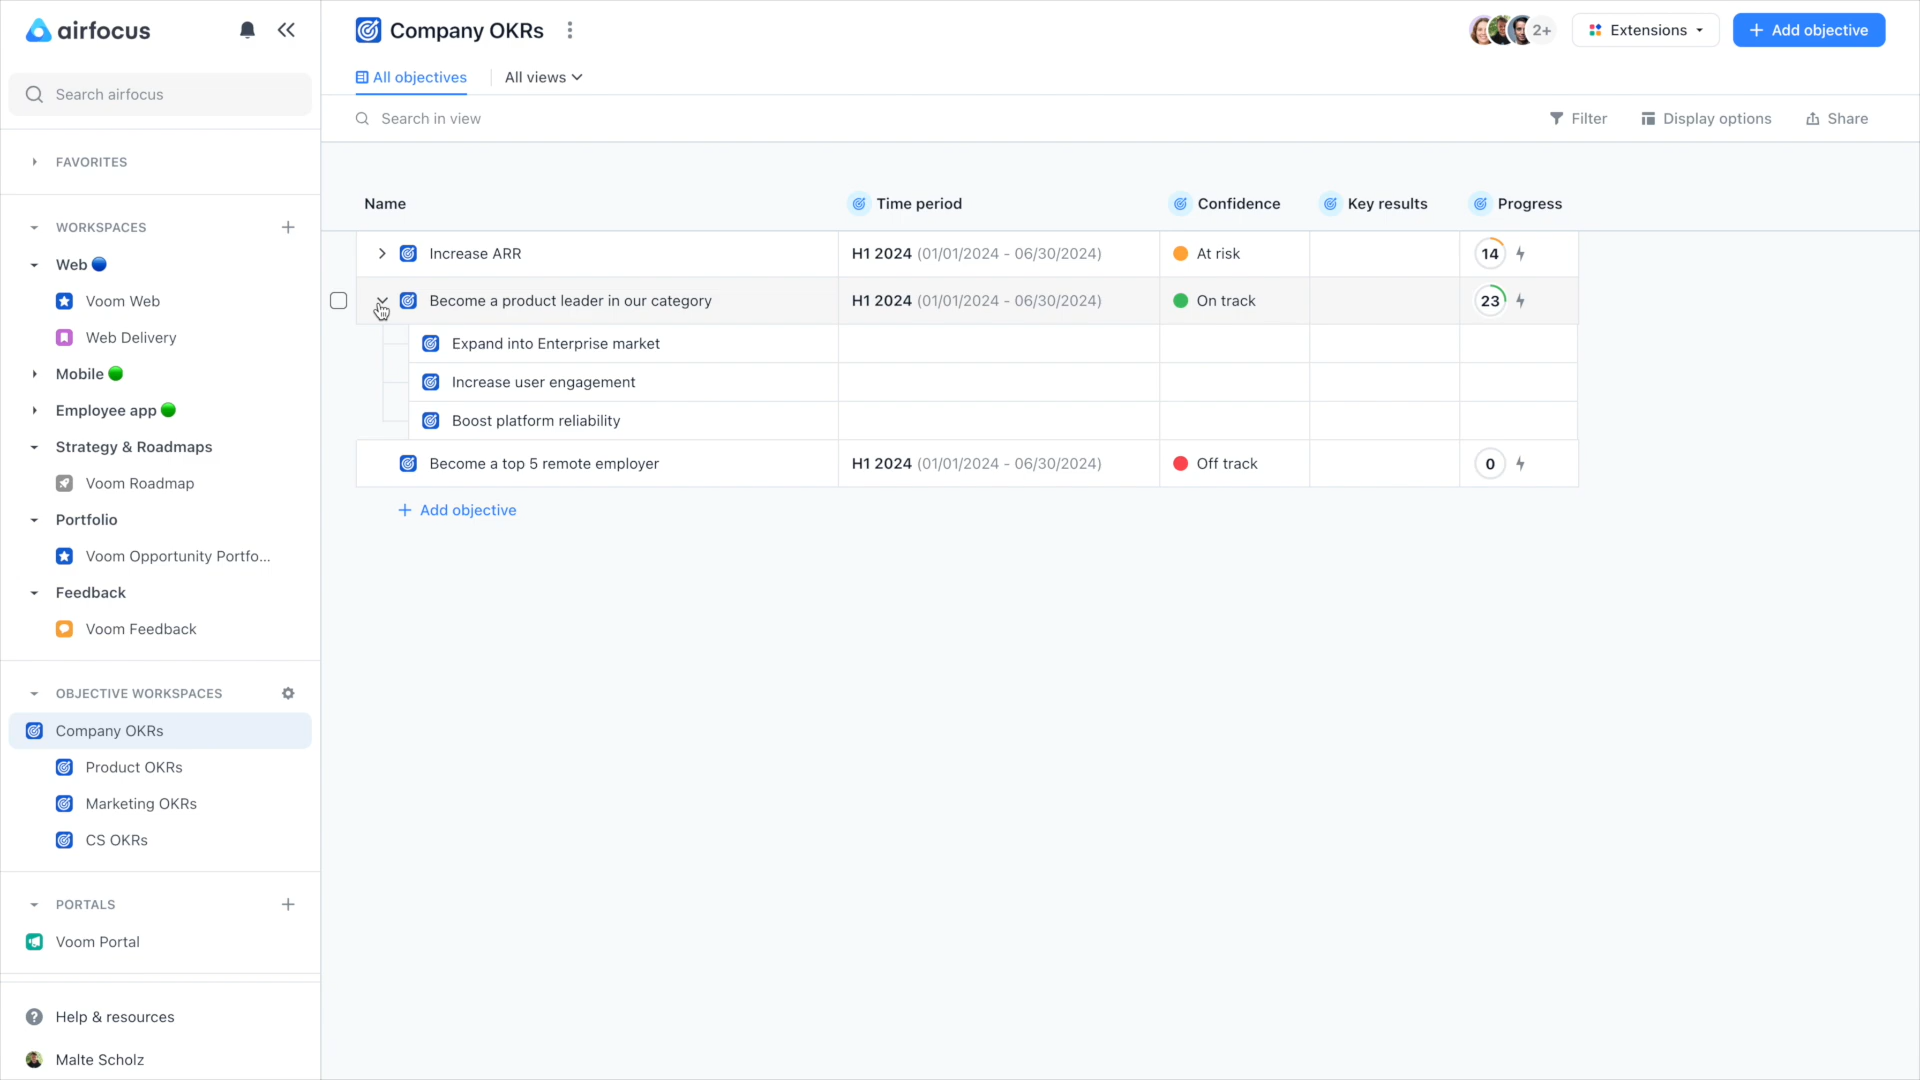 airfocus
Search airfocus
FAVORITES
WORKSPACES
Web
Voom Web
Web Delivery
Mobile
Employee app
Strategy & Roadmaps
Voom Roadmap
Portfolio
Voom Opportunity Portfo...
Feedback
Voom Feedback
OBJECTIVE WORKSPACES
Company OKRs
Product OKRs
Marketing OKRs
CS OKRs
PORTALS
Voom Portal
Help & resources
Malte Scholz
Company OKRs
2+
Extensions
Add objective
All objectives
All views
Search in view
Filter
Display options
Share
Name
Time period
Confidence
Key results
Progress
Increase ARR
H1 2024 (01/01/2024 - 06/30/2024)
At risk
14
Become a product leader in our category
H1 2024 (01/01/2024 - 06/30/2024)
On track
23
Expand into Enterprise market
Increase user engagement
Boost platform reliability
Become a top 5 remote employer
H1 2024 (01/01/2024 - 06/30/2024)
Off track
0
Add objective